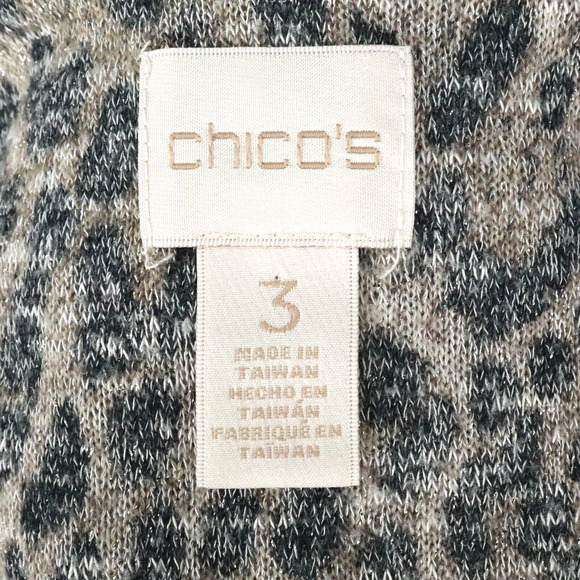 chico's
3
MADE IN
TAIWAN
HECHO EN
TAIWÁN
FABRIQUÉ EN
TAÏWAN